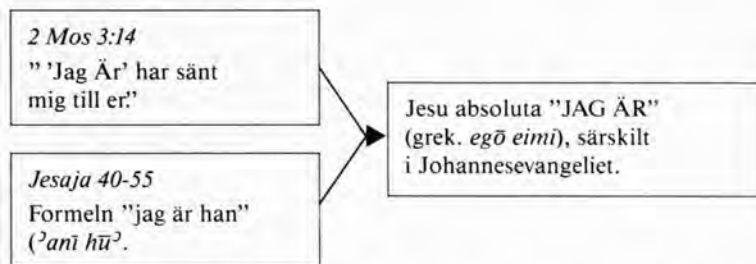 2 Mos 3:14
” ’Jag Är’ har sänt
mig till er.”
Jesaja 40-55
Formeln ”jag är han”
(ʾanī hūʾ.
Jesu absoluta ”JAG ÄR”
(grek. egō eimi), särskilt
i Johannesevangeliet.